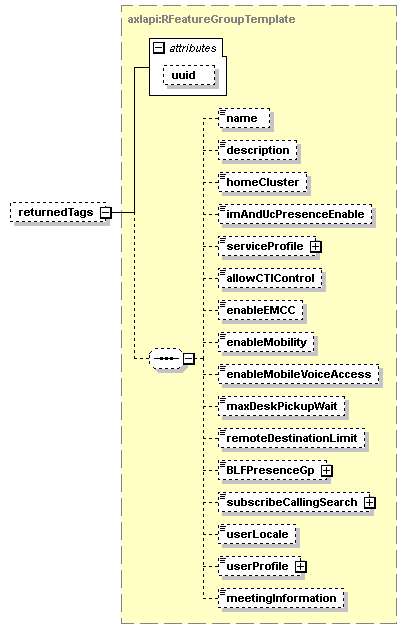 axlapi:RFeatureGroupTemplate
attributes
uuid
name
description
homeCluster
returnedTags
imAndUcPresenceEnable
serviceProfile
allowCTIControl
enableEMCC
enableMobility
enableMobileVoiceAccess
maxDeskPickupWait
remoteDestinationLimit
BLFPresenceGp
subscribeCallingSearch
userLocale
userProfile
meetingInformation